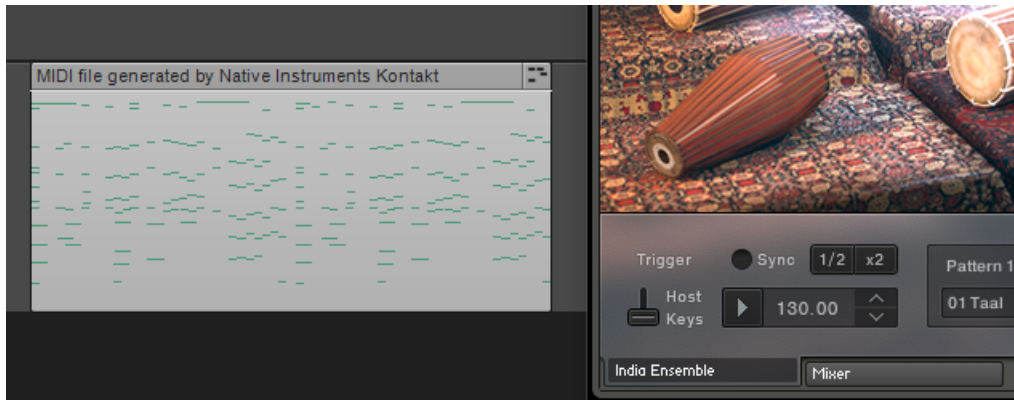 MIDI file generated by Native Instruments Kontakt
Trigger
Sync
1/2
x2
Host
Keys
130.00
Pattern 1
01 Taal
India Ensemble
Mixer